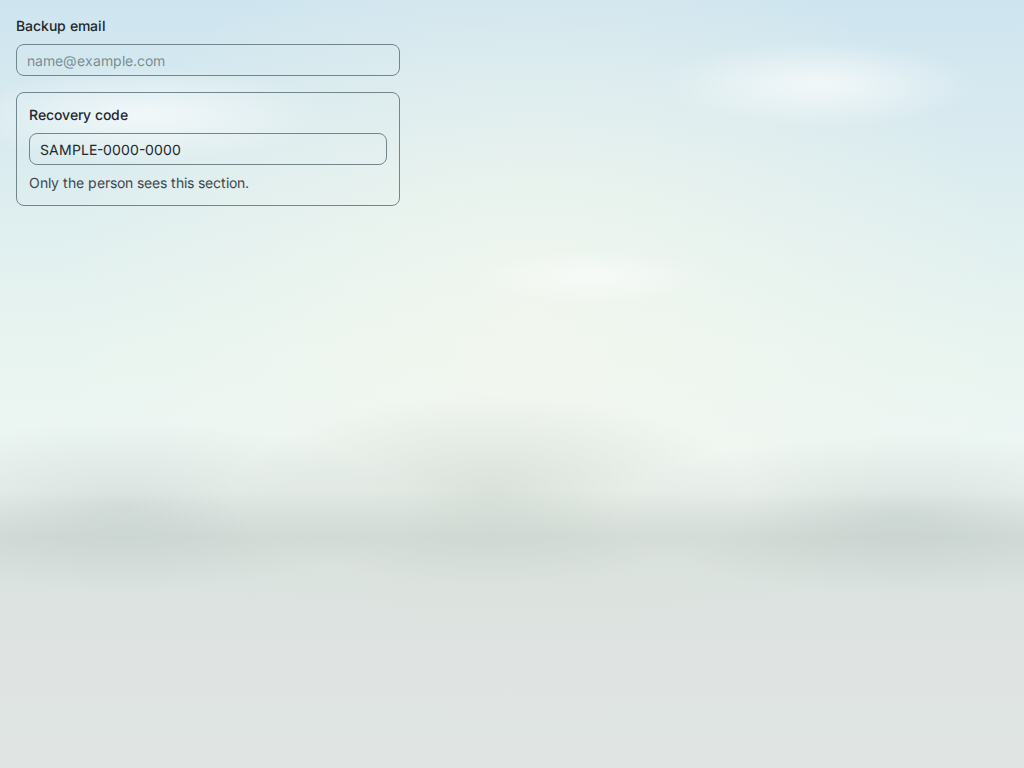 Backup email
name@example.com
Recovery code
SAMPLE-0000-0000
Only the person sees this section.